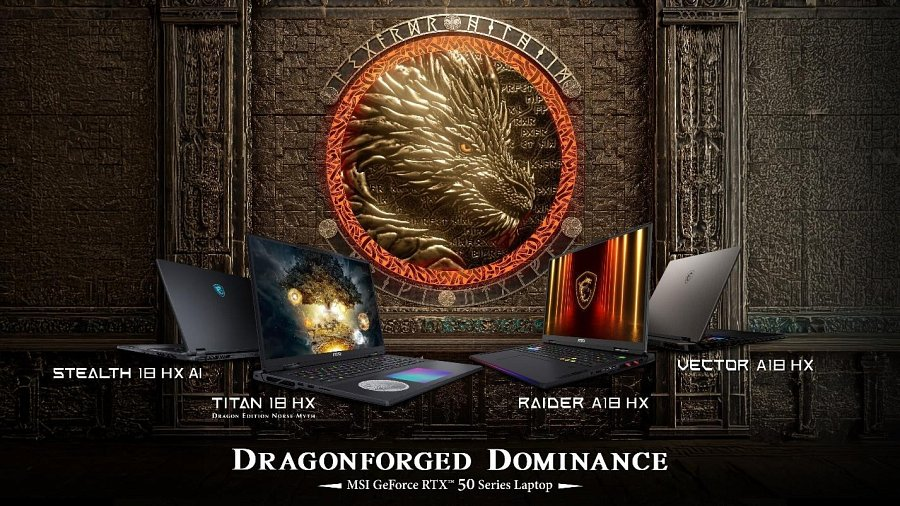 STEALTH 18 HX AI
TITAN 18 HX
DRAGON EDITION NORSE MYTH
RAIDER A18 HX
VECTOR A18 HX
DRAGONFORGED DOMINANCE
MSI GeForce RTX™ 50 Series Laptop